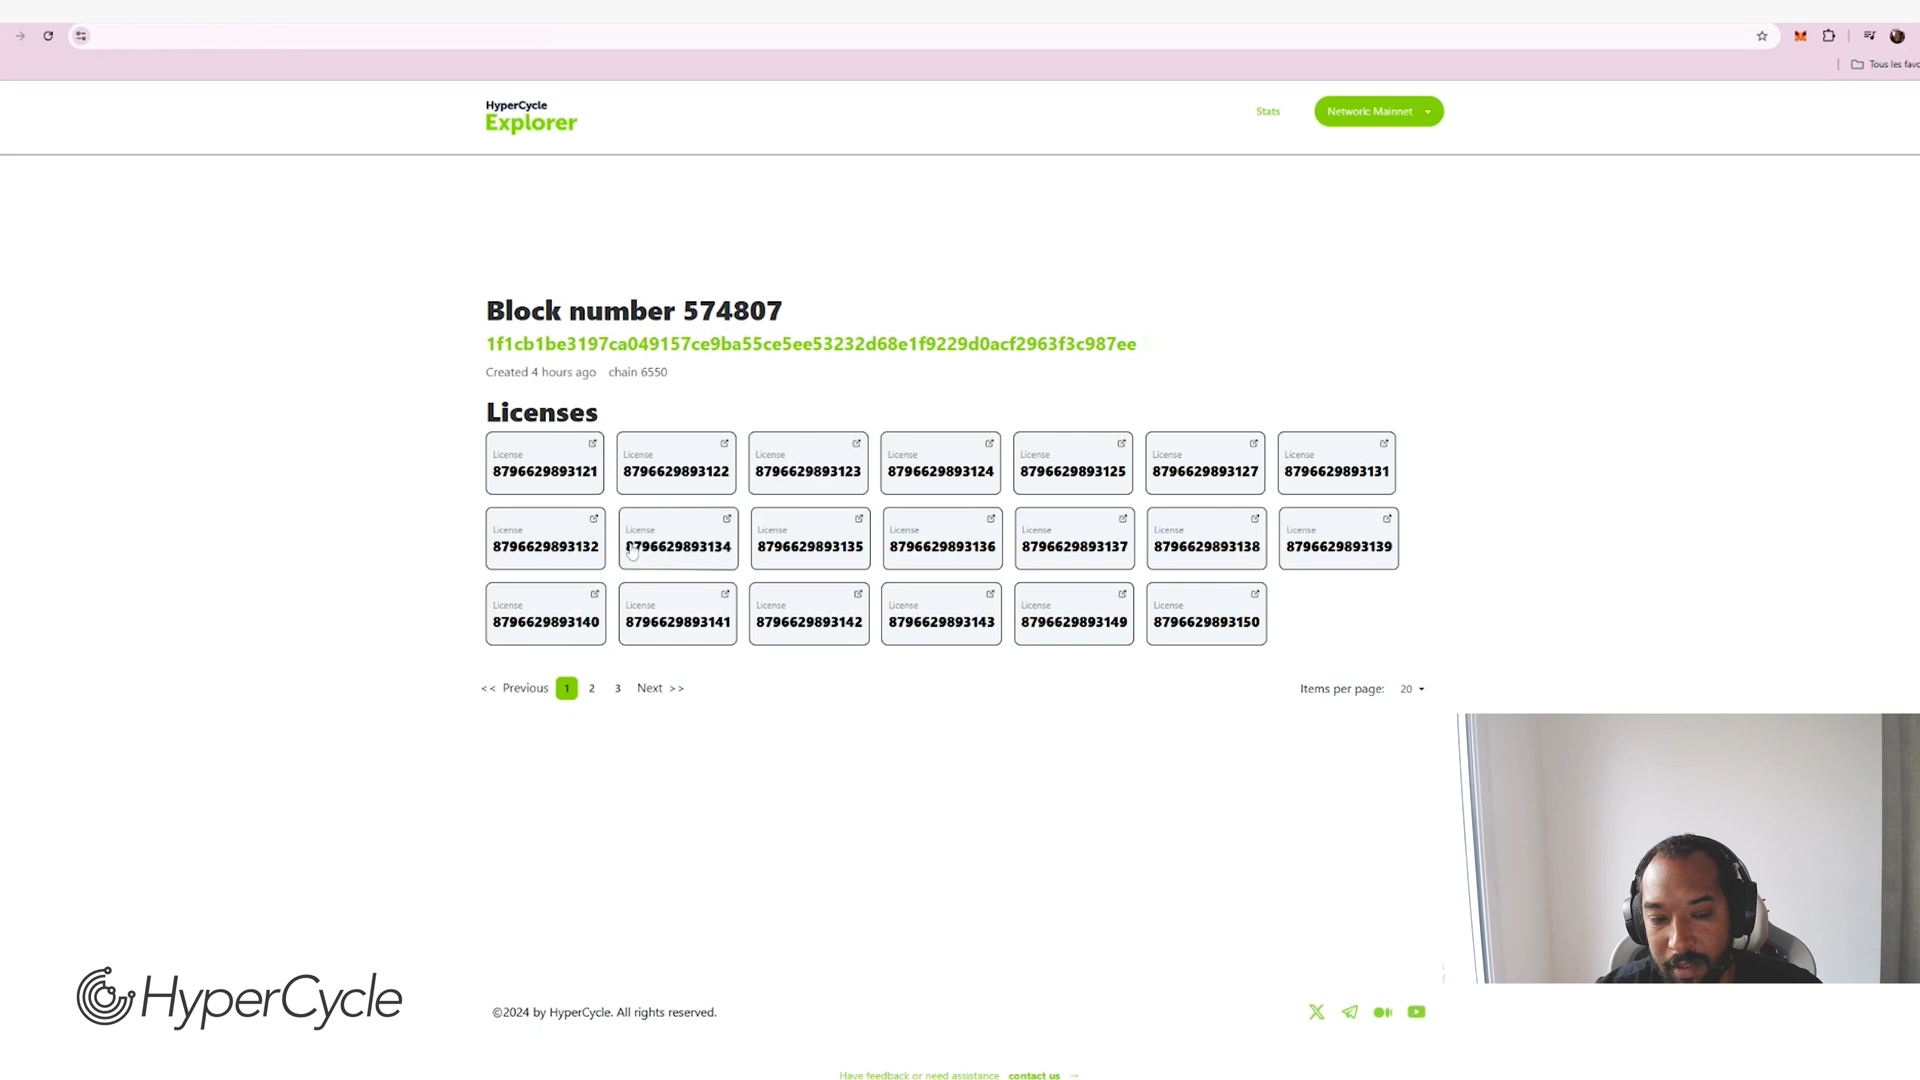 Tous les favo
HyperCycle
Explorer
Stats
Network: Mainnet
Block number 574807
1f1cb1be3197ca049157ce9ba55ce5ee53232d68e1f9229d0acf2963f3c987ee
Created 4 hours ago chain 6550
Licenses
License License License License License License License
8796629893121 8796629893122 8796629893123 8796629893124 8796629893125 8796629893127 8796629893131
License License License License License License License
8796629893132 8796629893134 8796629893135 8796629893136 8796629893137 8796629893138 8796629893139
License License License License License License
8796629893140 8796629893141 8796629893142 8796629893143 8796629893149 8796629893150
<< Previous 1 2 3 Next >> Items per page: 20
HyperCycle
©2024 by HyperCycle. All rights reserved.
Have feedback or need assistance contact us →